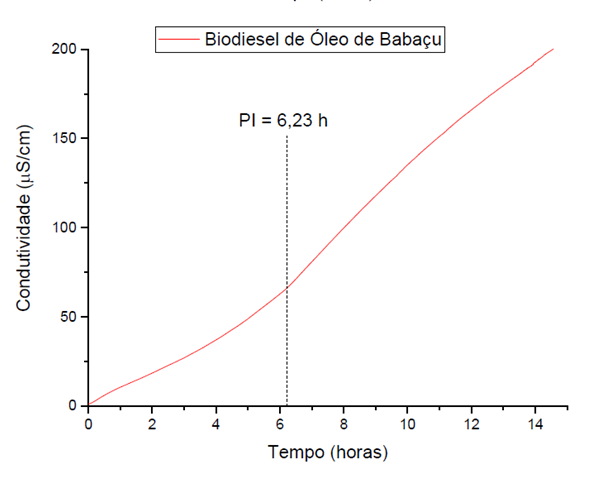 Biodiesel de Óleo de Babaçu
PI = 6,23 h
Condutividade (μS/cm)
200
150
100
50
0
0 2 4 6 8 10 12 14
Tempo (horas)